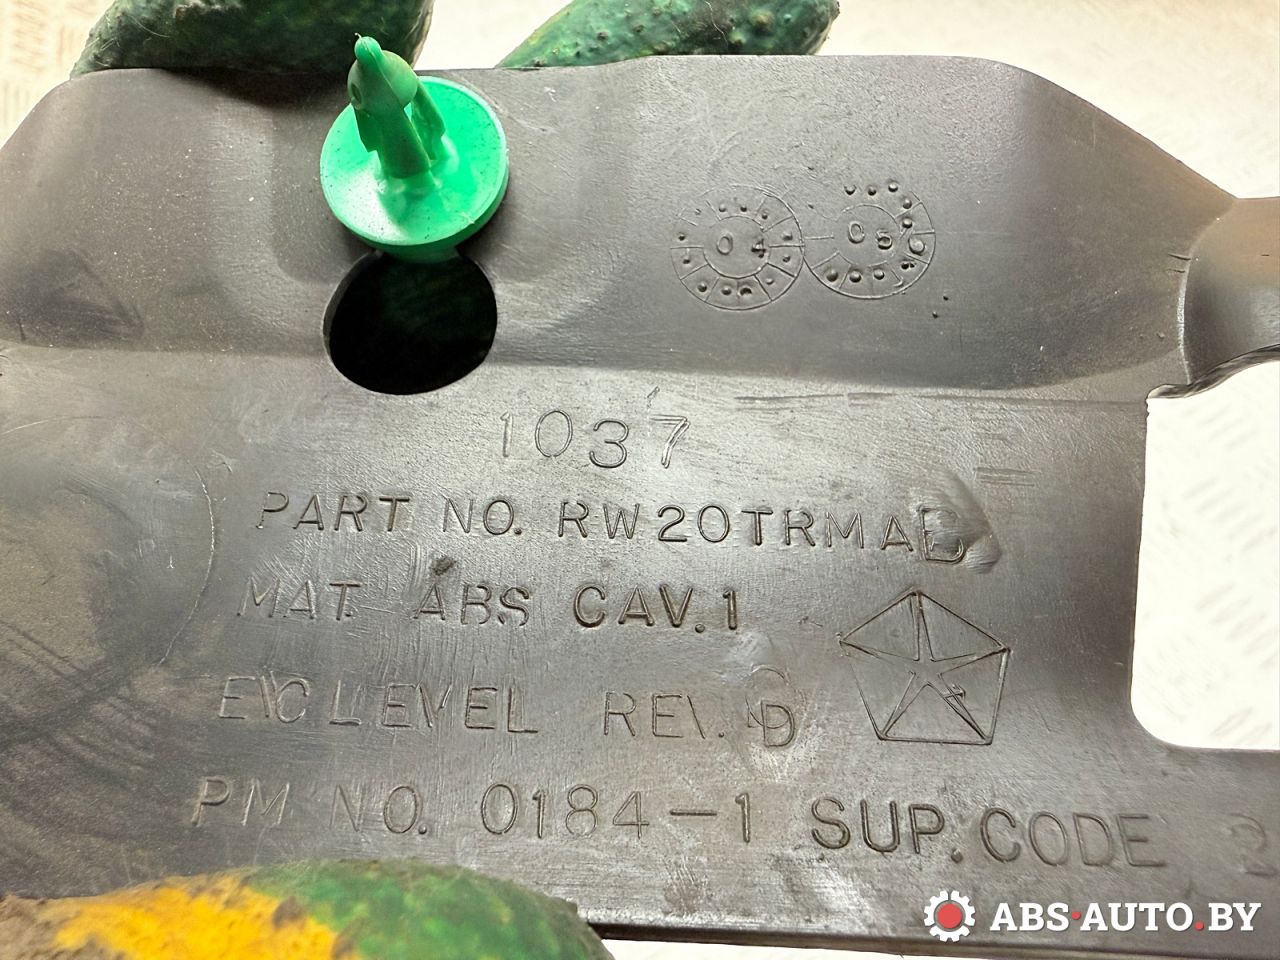 04 05
1037
PART NO. RW20TRMAB
MAT ABS CAV.1
E\C LEVEL REV. D
PM NO. 0184-1 SUP. CODE 2
ABS-AUTO.BY